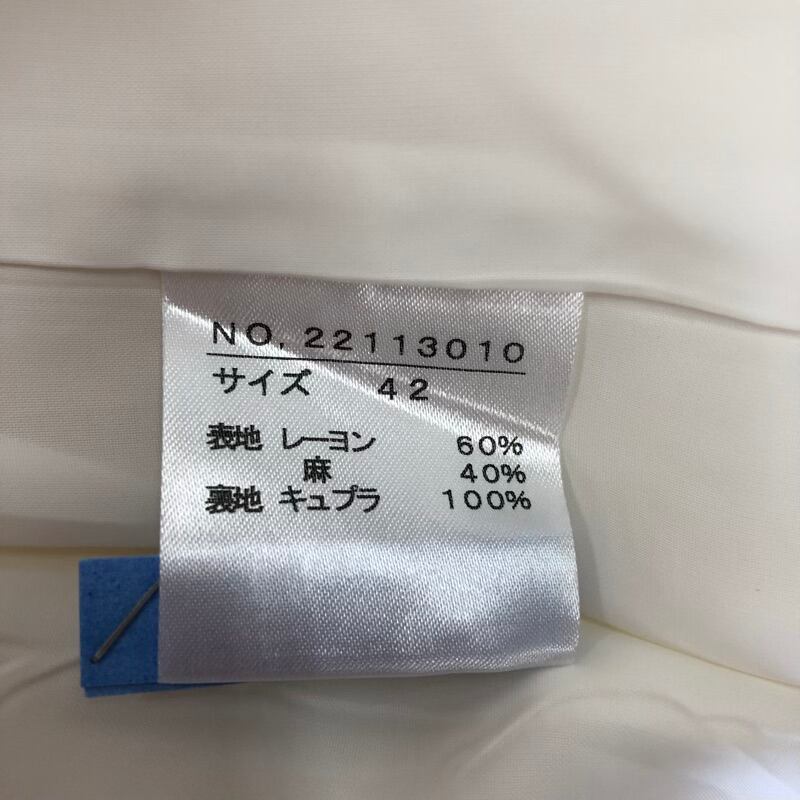 NO. 22113010
サイズ 42
表地 レーヨン 60%
麻 40%
裏地 キュプラ 100%